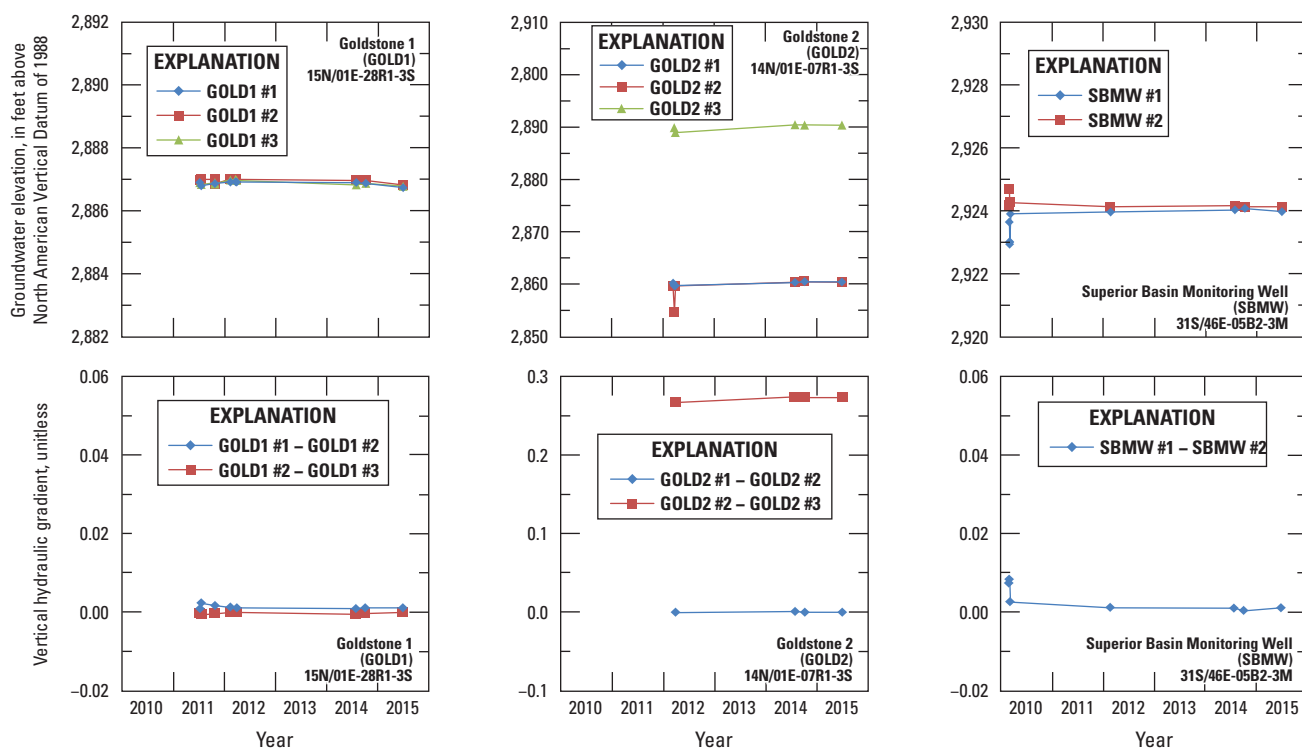 Groundwater elevation, in feet above
North American Vertical Datum of 1988
2,892
2,890
2,888
2,886
2,884
2,882
EXPLANATION
GOLD1 #1
GOLD1 #2
GOLD1 #3
Goldstone 1
(GOLD1)
15N/01E-28R1-3S
2,910
2,800
2,890
2,880
2,870
2,860
2,850
EXPLANATION
GOLD2 #1
GOLD2 #2
GOLD2 #3
Goldstone 2
(GOLD2)
14N/01E-07R1-3S
2,930
2,928
2,926
2,924
2,922
2,920
EXPLANATION
SBMW #1
SBMW #2
Superior Basin Monitoring Well
(SBMW)
31S/46E-05B2-3M
Vertical hydraulic gradient, unitless
0.06
0.04
0.02
0.00
−0.02
EXPLANATION
GOLD1 #1 – GOLD1 #2
GOLD1 #2 – GOLD1 #3
Goldstone 1
(GOLD1)
15N/01E-28R1-3S
2010 2011 2012 2013 2014 2015
Year
0.3
0.2
0.1
0.0
−0.1
EXPLANATION
GOLD2 #1 – GOLD2 #2
GOLD2 #2 – GOLD2 #3
Goldstone 2
(GOLD2)
14N/01E-07R1-3S
2010 2011 2012 2013 2014 2015
Year
0.06
0.04
0.02
0.00
−0.02
EXPLANATION
SBMW #1 – SBMW #2
Superior Basin Monitoring Well
(SBMW)
31S/46E-05B2-3M
2010 2011 2012 2013 2014 2015
Year